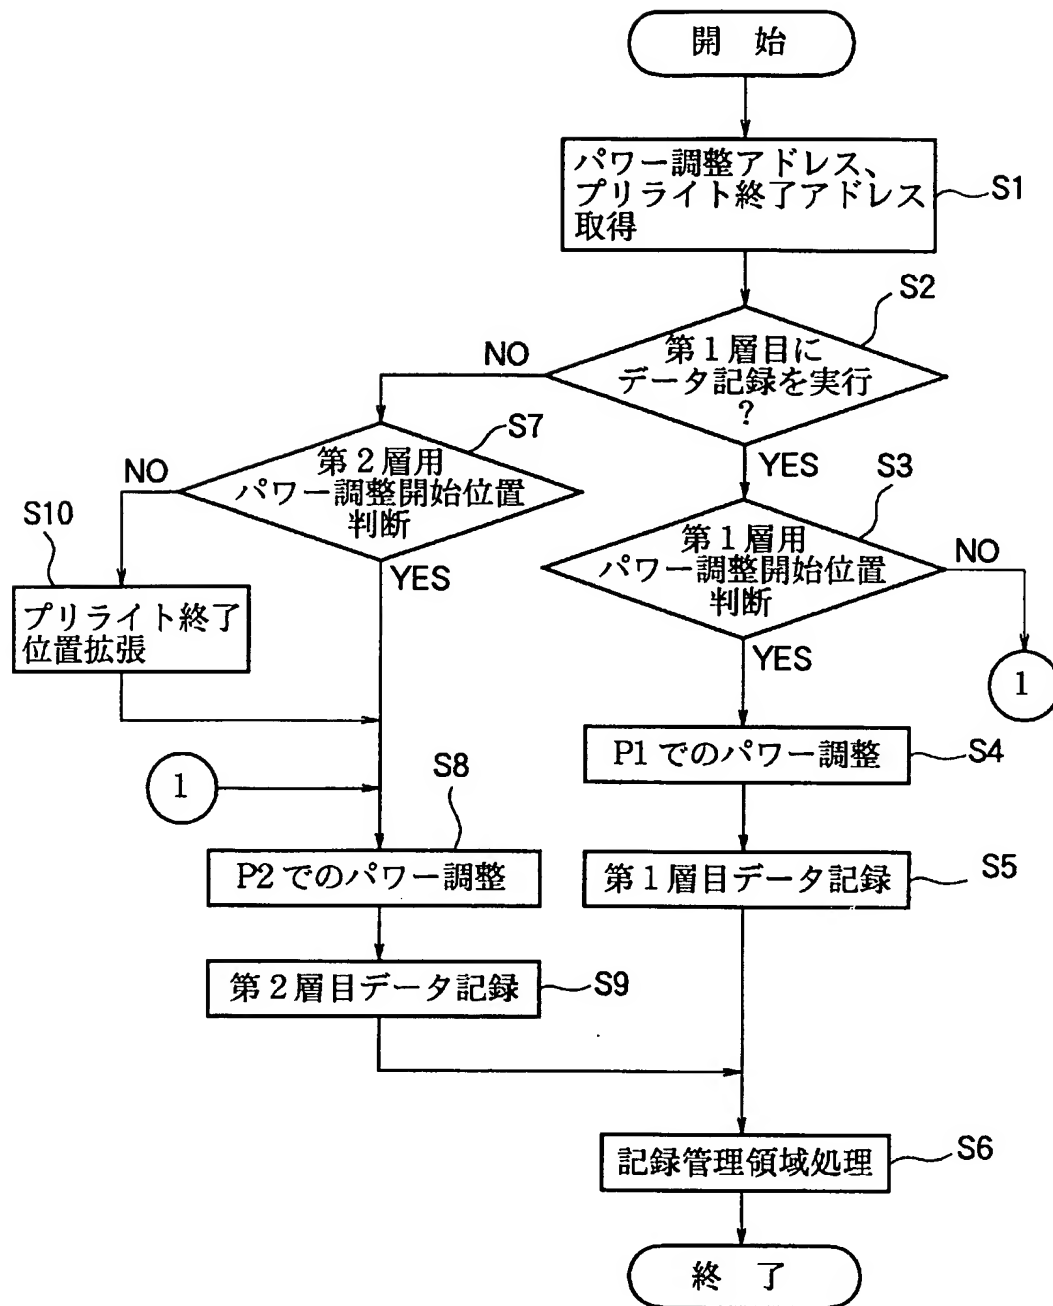 開 始
パワー調整アドレス、
プリライト終了アドレス
取得
S1
S2
第1層目に
データ記録を実行
?
NO
YES
S7
第2層用
パワー調整開始位置
判断
NO
YES
S3
第1層用
パワー調整開始位置
判断
NO
YES
1
S10
プリライト終了
位置拡張
P1でのパワー調整
S4
1
S8
P2でのパワー調整
第1層目データ記録
S5
第2層目データ記録
S9
記録管理領域処理
S6
終 了